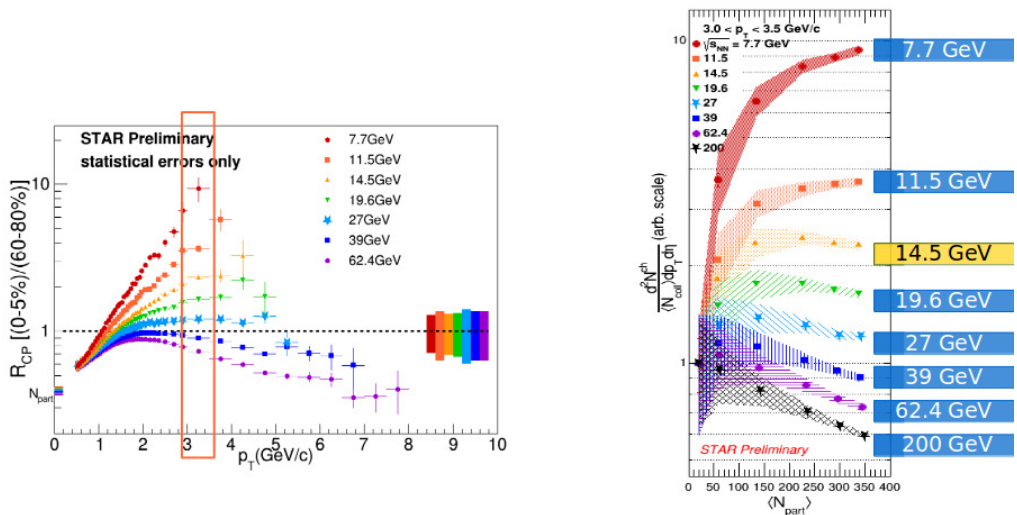 STAR Preliminary
statistical errors only
7.7GeV
11.5GeV
14.5GeV
19.6GeV
27GeV
39GeV
62.4GeV
R_CP [(0-5%)/(60-80%)]
10
1
N_part
0 1 2 3 4 5 6 7 8 9 10
p_T(GeV/c)
3.0 < p_T < 3.5 GeV/c
√s_NN = 7.7 GeV
11.5
14.5
19.6
27
39
62.4
200
10
1
d²N^ch
⟨N_coll⟩dp_T dη (arb. scale)
STAR Preliminary
0 50 100 150 200 250 300 350 400
⟨N_part⟩
7.7 GeV
11.5 GeV
14.5 GeV
19.6 GeV
27 GeV
39 GeV
62.4 GeV
200 GeV